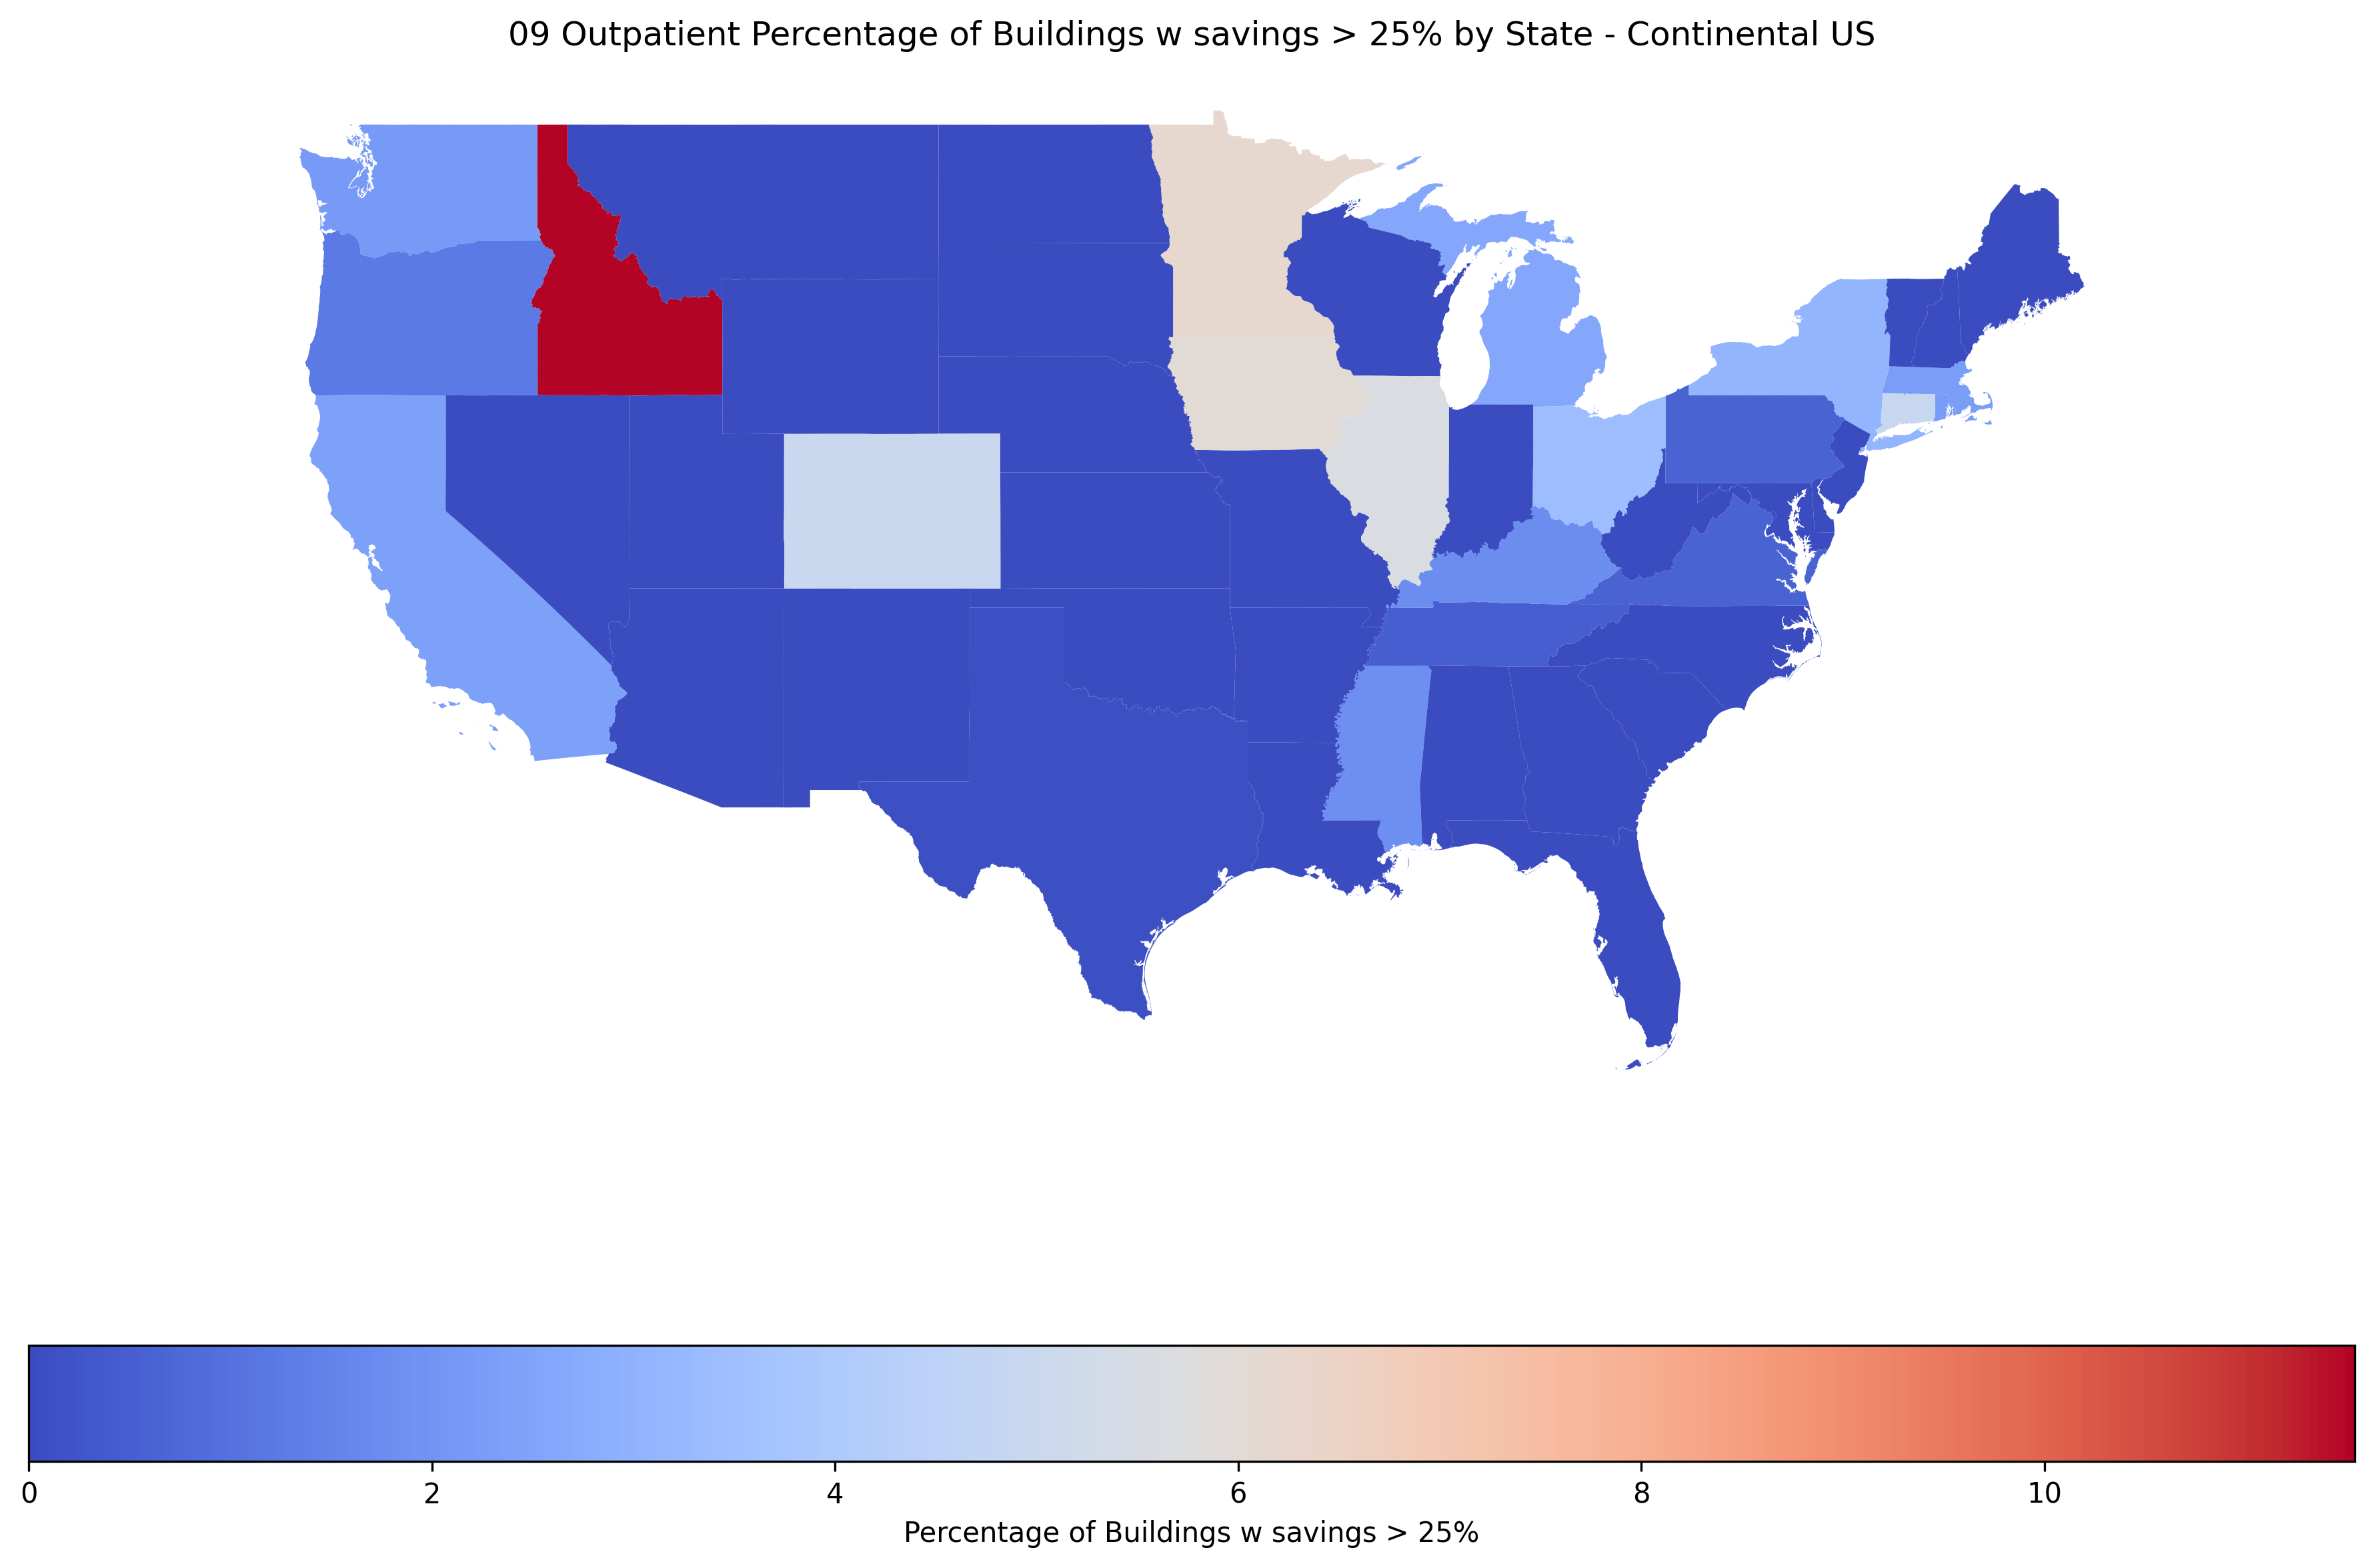 09 Outpatient Percentage of Buildings w savings > 25% by State - Continental US
0 2 4 6 8 10
Percentage of Buildings w savings > 25%